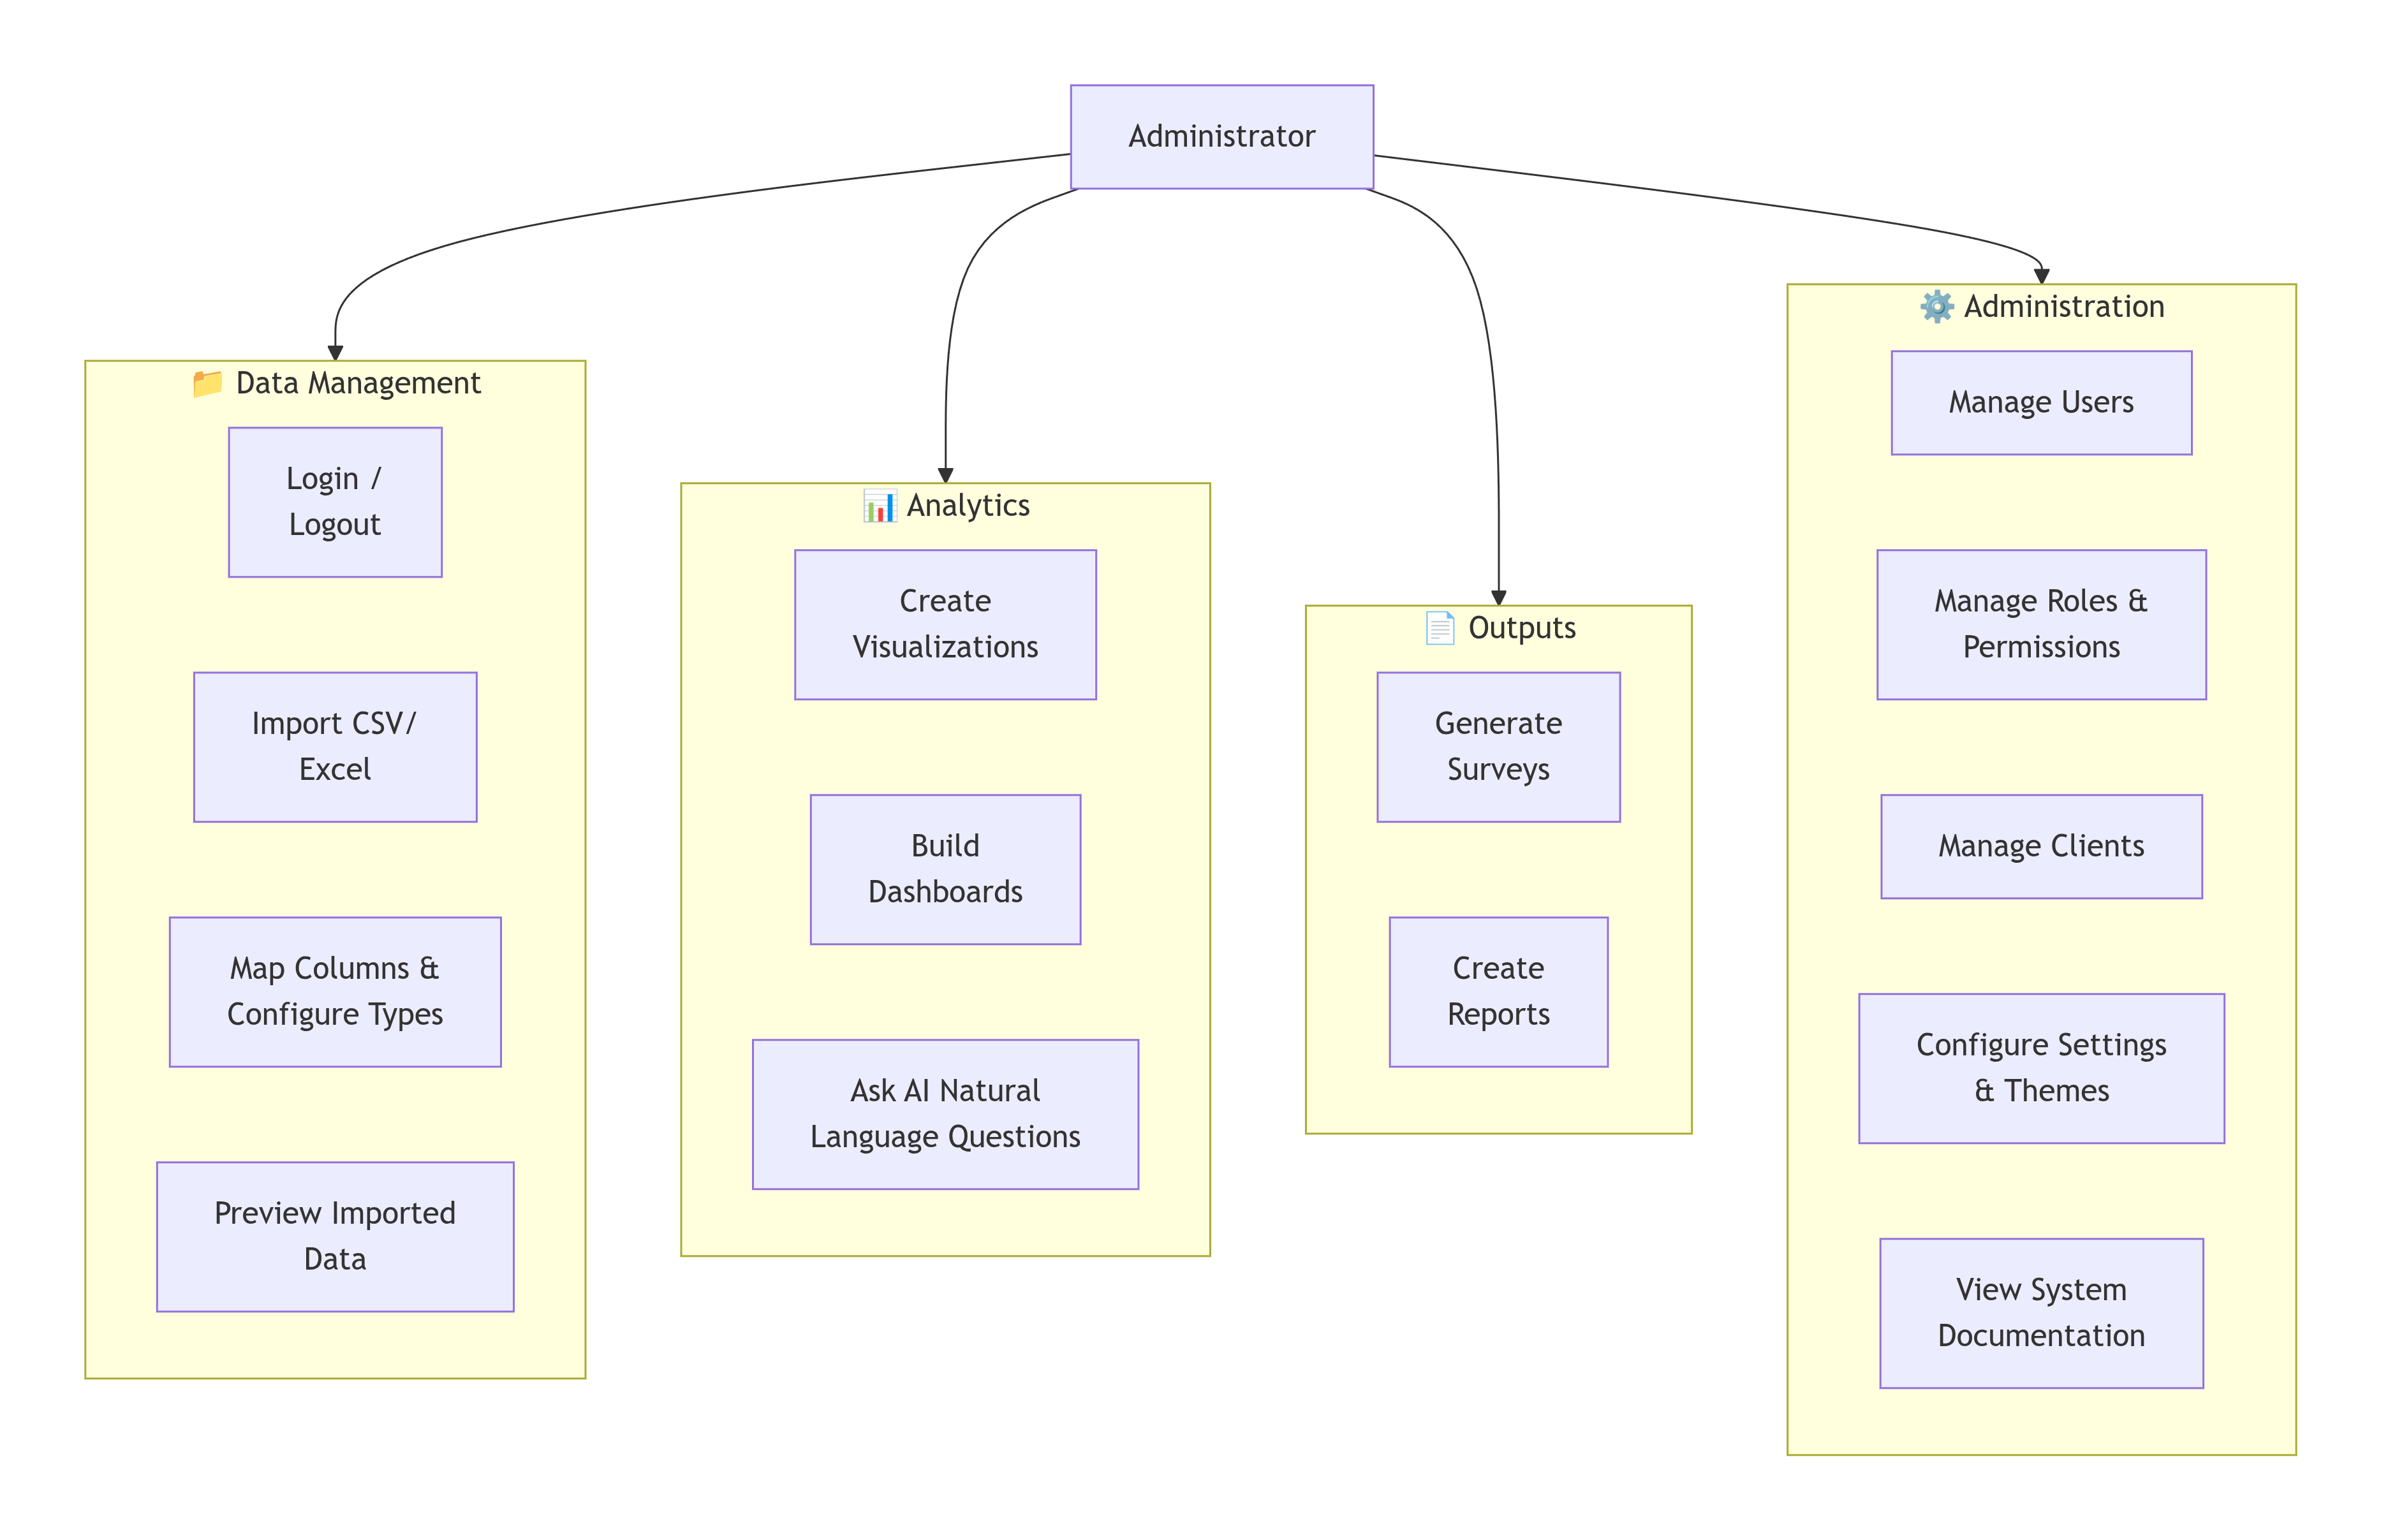 Administrator
📁 Data Management
Login /
Logout
Import CSV/
Excel
Map Columns &
Configure Types
Preview Imported
Data
📊 Analytics
Create
Visualizations
Build
Dashboards
Ask AI Natural
Language Questions
📄 Outputs
Generate
Surveys
Create
Reports
⚙️ Administration
Manage Users
Manage Roles &
Permissions
Manage Clients
Configure Settings
& Themes
View System
Documentation